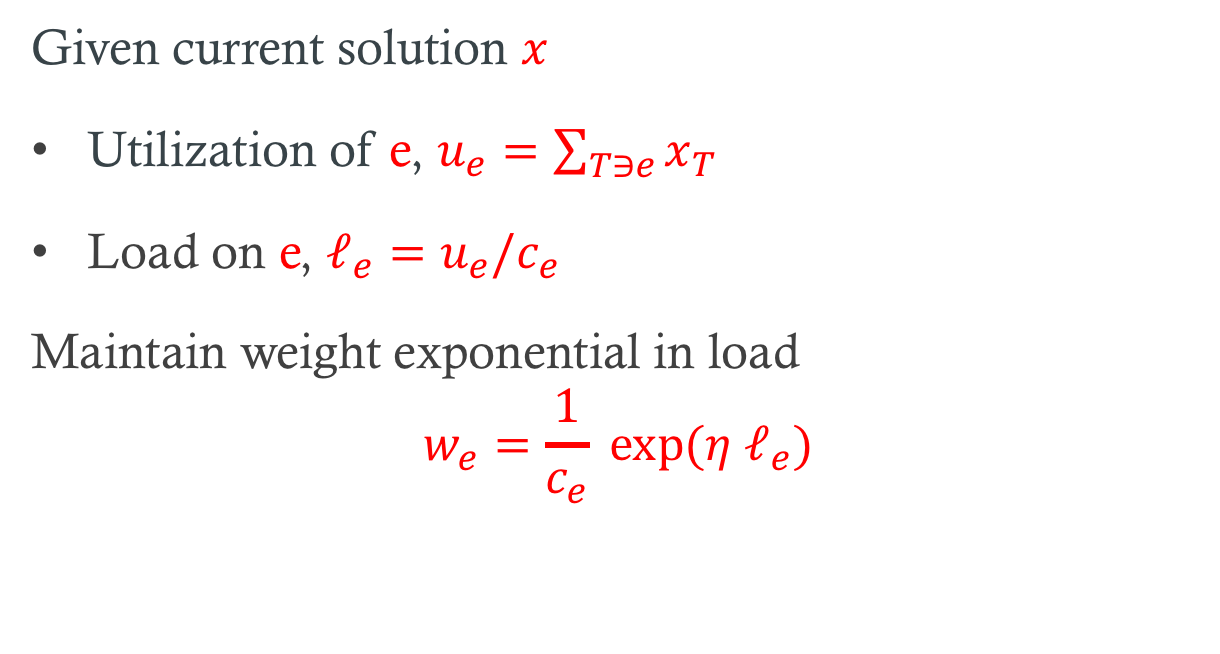 Given current solution x
• Utilization of e, u_e = ∑_{T∋e} x_T
• Load on e, ℓ_e = u_e/c_e
Maintain weight exponential in load
w_e = \frac{1}{c_e} exp(η ℓ_e)